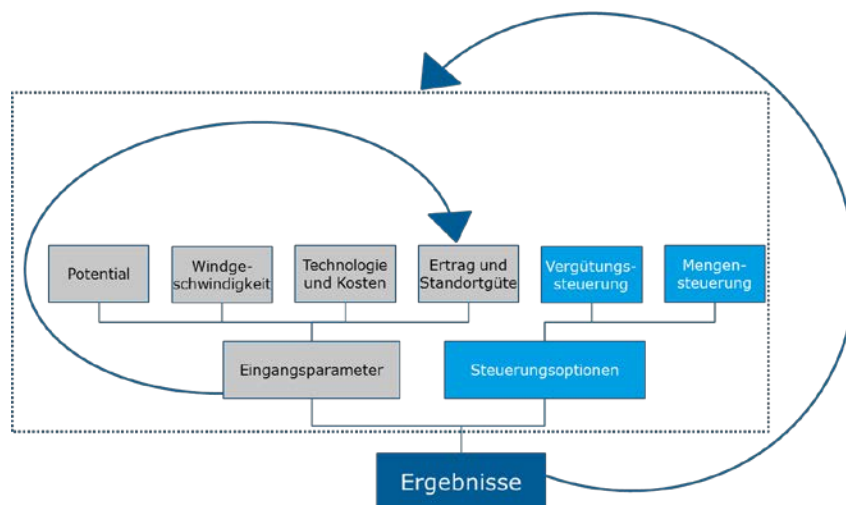 Potential
Windge-
schwindigkeit
Technologie
und Kosten
Ertrag und
Standortgüte
Vergütungs-
steuerung
Mengen-
steuerung
Eingangsparameter
Steuerungsoptionen
Ergebnisse